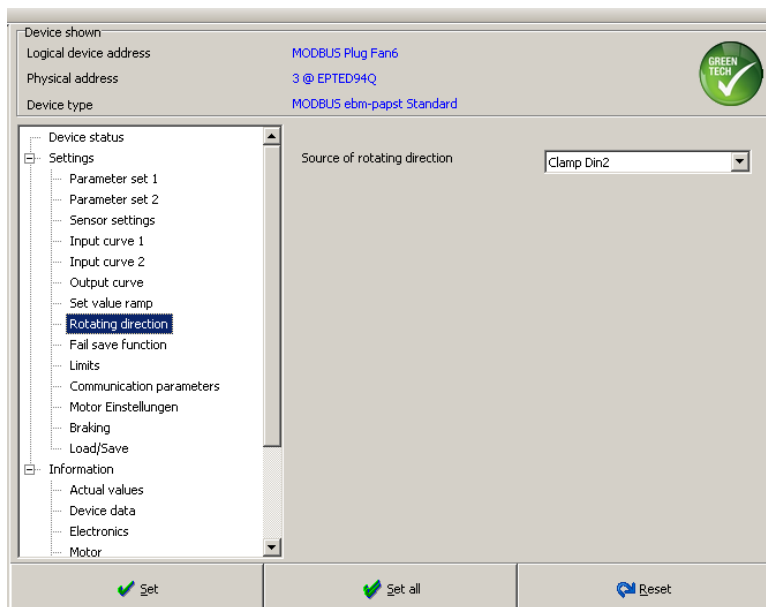 Device shown
Logical device address MODBUS Plug Fan6
Physical address 3 @ EPTED94Q
Device type MODBUS ebm-papst Standard
GREEN
TECH
Device status
Settings
Parameter set 1
Parameter set 2
Sensor settings
Input curve 1
Input curve 2
Output curve
Set value ramp
Rotating direction
Fail save function
Limits
Communication parameters
Motor Einstellungen
Braking
Load/Save
Information
Actual values
Device data
Electronics
Motor
Source of rotating direction Clamp Din2
Set Set all Reset